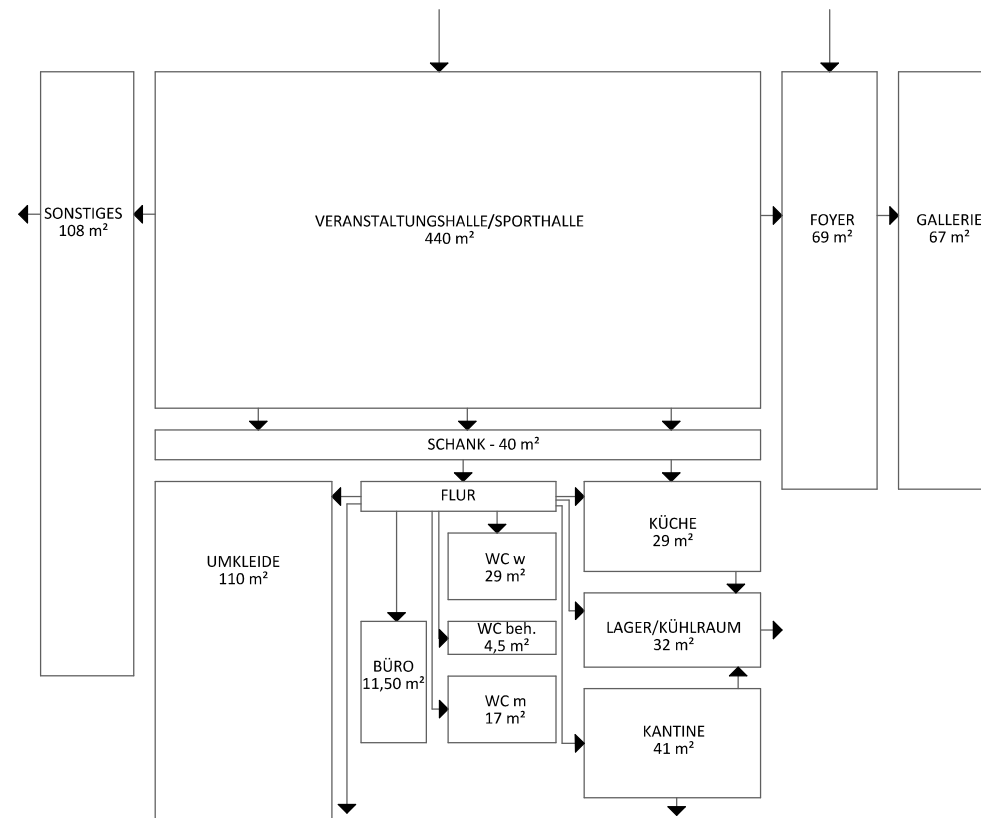 SONSTIGES
108 m²
VERANSTALTUNGSHALLE/SPORTHALLE
440 m²
FOYER
69 m²
GALLERIE
67 m²
SCHANK - 40 m²
FLUR
UMKLEIDE
110 m²
WC w
29 m²
KÜCHE
29 m²
WC beh.
4,5 m²
LAGER/KÜHLRAUM
32 m²
BÜRO
11,50 m²
WC m
17 m²
KANTINE
41 m²